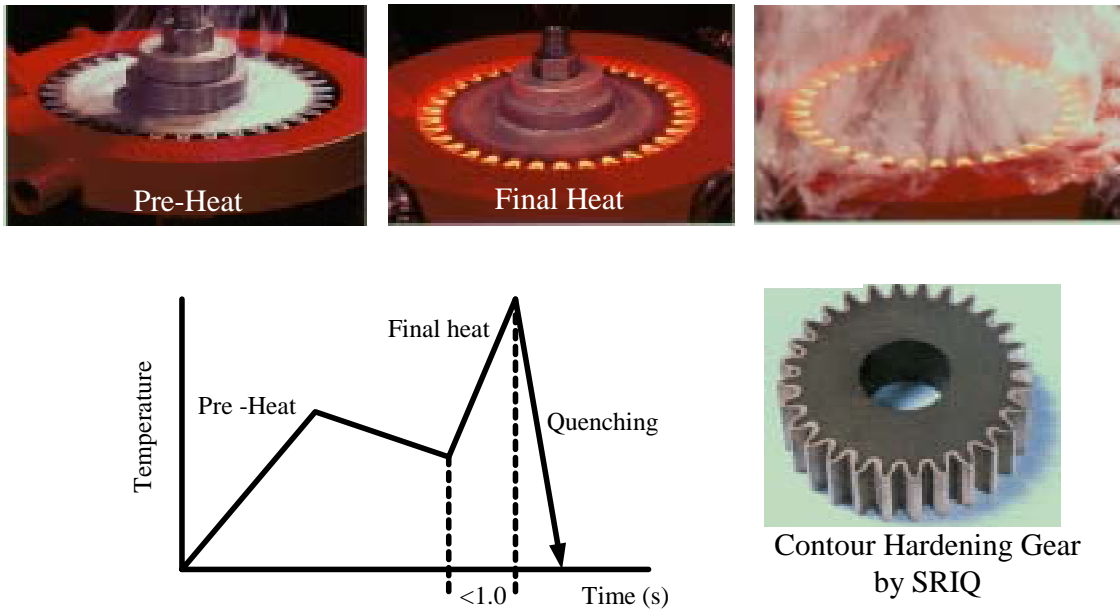 Pre-Heat
Final Heat
Final heat
Pre -Heat
Quenching
Temperature
<1.0
Time (s)
Contour Hardening Gear
by SRIQ